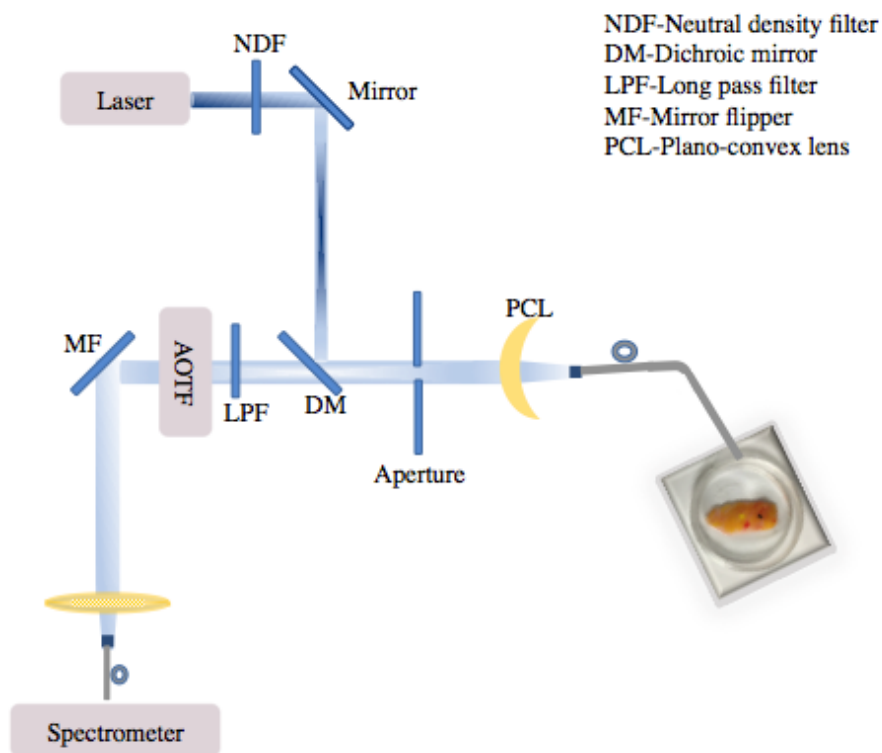 NDF-Neutral density filter
DM-Dichroic mirror
LPF-Long pass filter
MF-Mirror flipper
PCL-Plano-convex lens
NDF
Laser
Mirror
PCL
MF
AOTF
LPF
DM
Aperture
Spectrometer